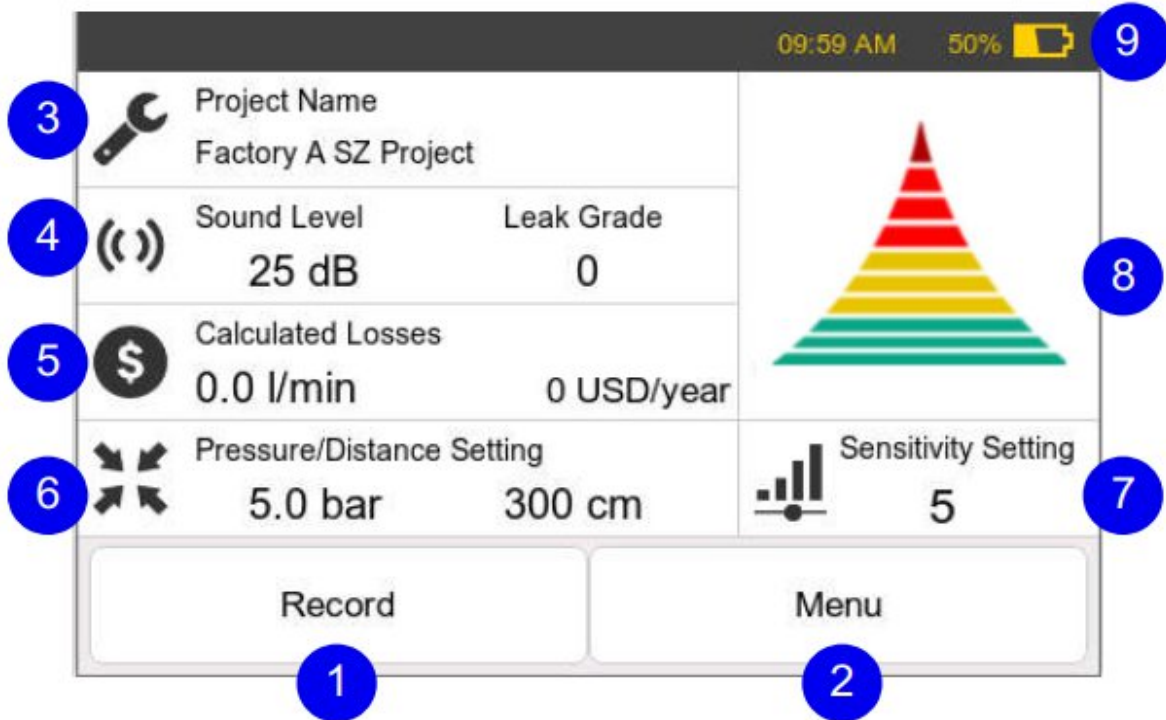 09:59 AM 50% 9
3 Project Name
Factory A SZ Project
4 Sound Level Leak Grade
25 dB 0
8
5 $ Calculated Losses
0.0 l/min 0 USD/year
6 Pressure/Distance Setting
5.0 bar 300 cm
Sensitivity Setting
5 7
Record Menu
1 2